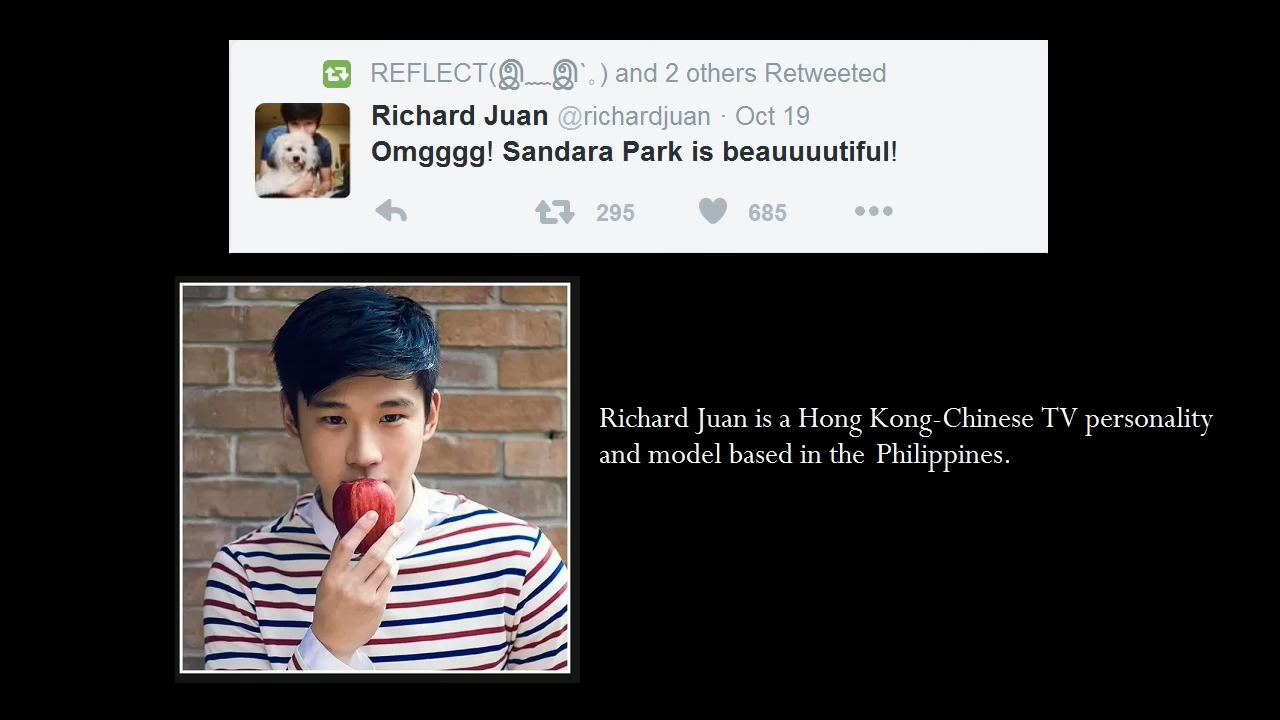 REFLECT(இ﹏இ`｡) and 2 others Retweeted
Richard Juan @richardjuan · Oct 19
Omgggg! Sandara Park is beauuuutiful!
295 685
Richard Juan is a Hong Kong-Chinese TV personality
and model based in the Philippines.